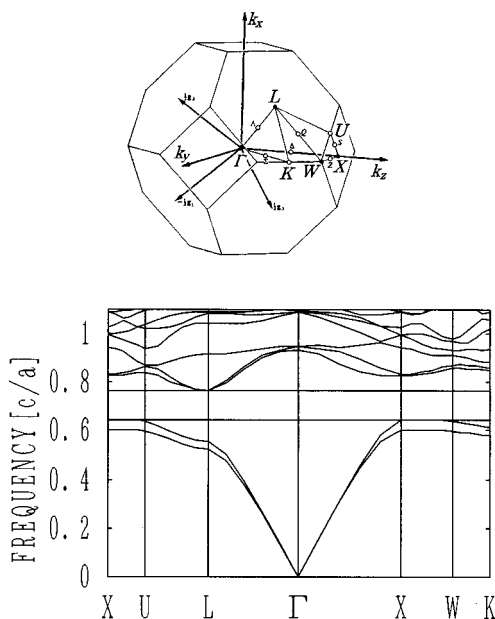 kx
L
Λ
Q
U
S
ky
Γ
Δ
K
W
Z
X
kz
1
0.8
0.6
0.4
0.2
0
FREQUENCY [c/a]
X U L Γ X W K